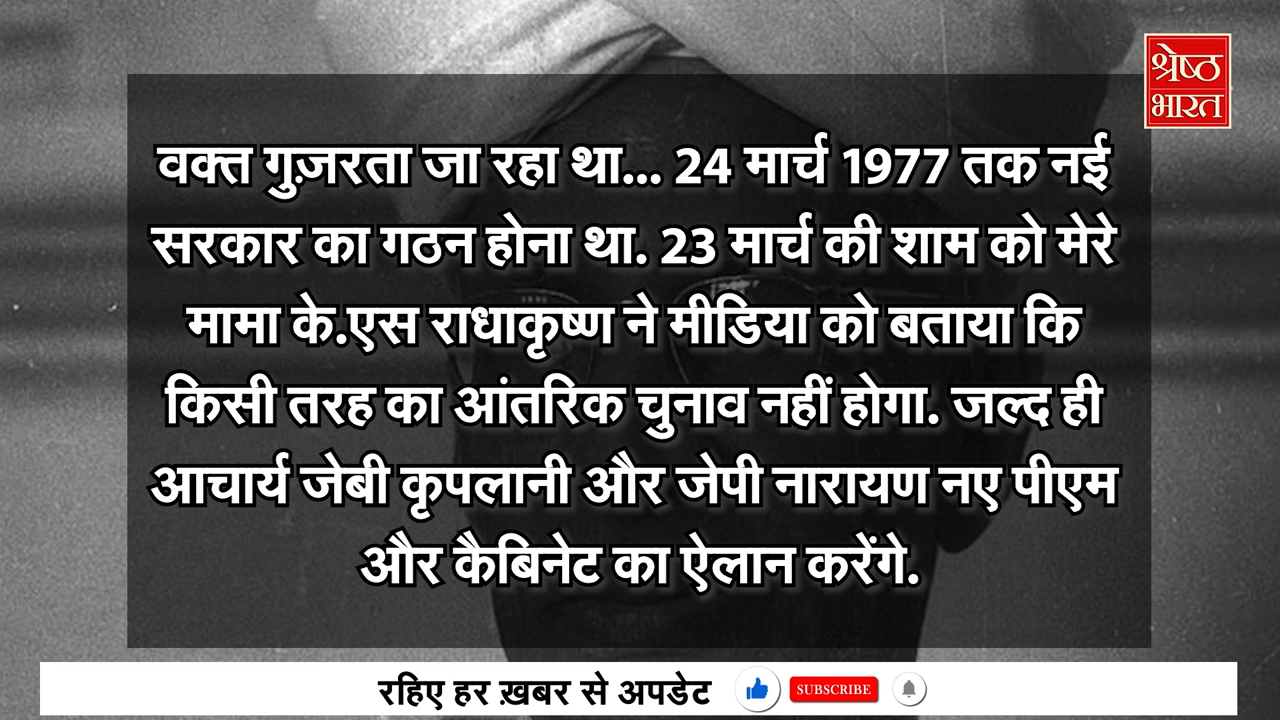 श्रेष्ठ
भारत
वक्त गुज़रता जा रहा था... 24 मार्च 1977 तक नई
सरकार का गठन होना था. 23 मार्च की शाम को मेरे
मामा के.एस राधाकृष्ण ने मीडिया को बताया कि
किसी तरह का आंतरिक चुनाव नहीं होगा. जल्द ही
आचार्य जेबी कृपलानी और जेपी नारायण नए पीएम
और कैबिनेट का ऐलान करेंगे.
रहिए हर ख़बर से अपडेट
SUBSCRIBE